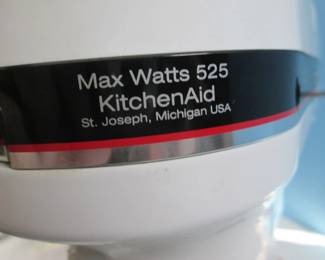 Max Watts 525
KitchenAid
St. Joseph, Michigan USA